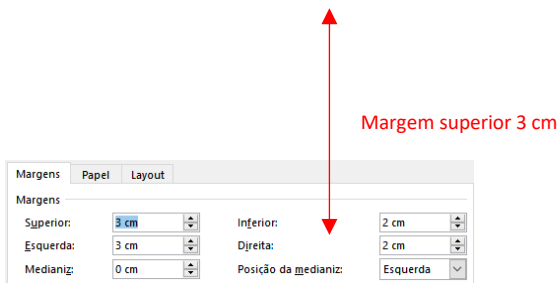 Margem superior 3 cm
Margens Papel Layout
Margens
Superior: 3 cm Inferior: 2 cm
Esquerda: 3 cm Direita: 2 cm
Medianiz: 0 cm Posição da medianiz: Esquerda